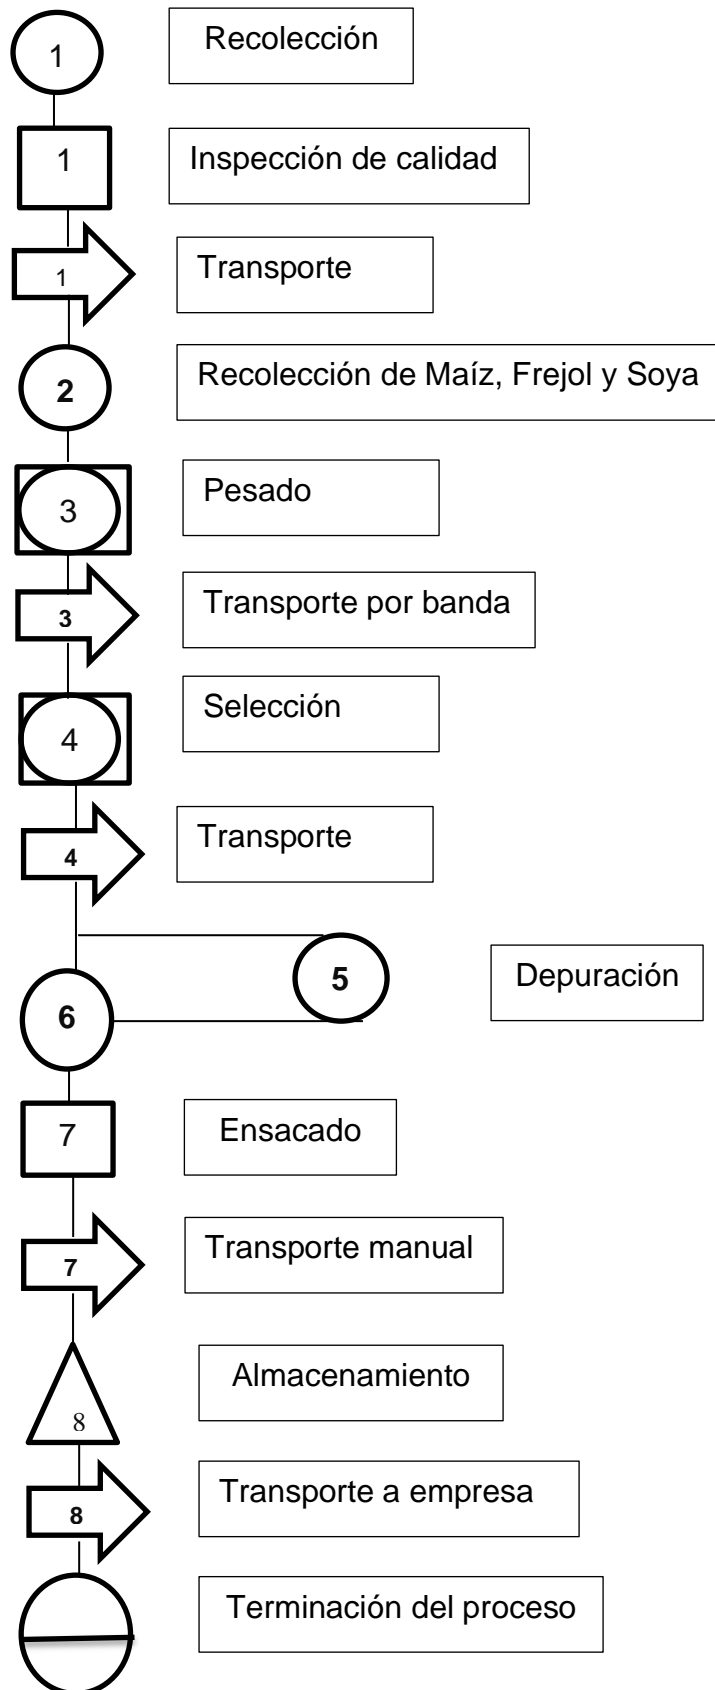 1
Recolección
1
Inspección de calidad
1
Transporte
2
Recolección de Maíz, Frejol y Soya
3
Pesado
3
Transporte por banda
4
Selección
4
Transporte
5
Depuración
6
7
Ensacado
7
Transporte manual
8
Almacenamiento
8
Transporte a empresa
Terminación del proceso